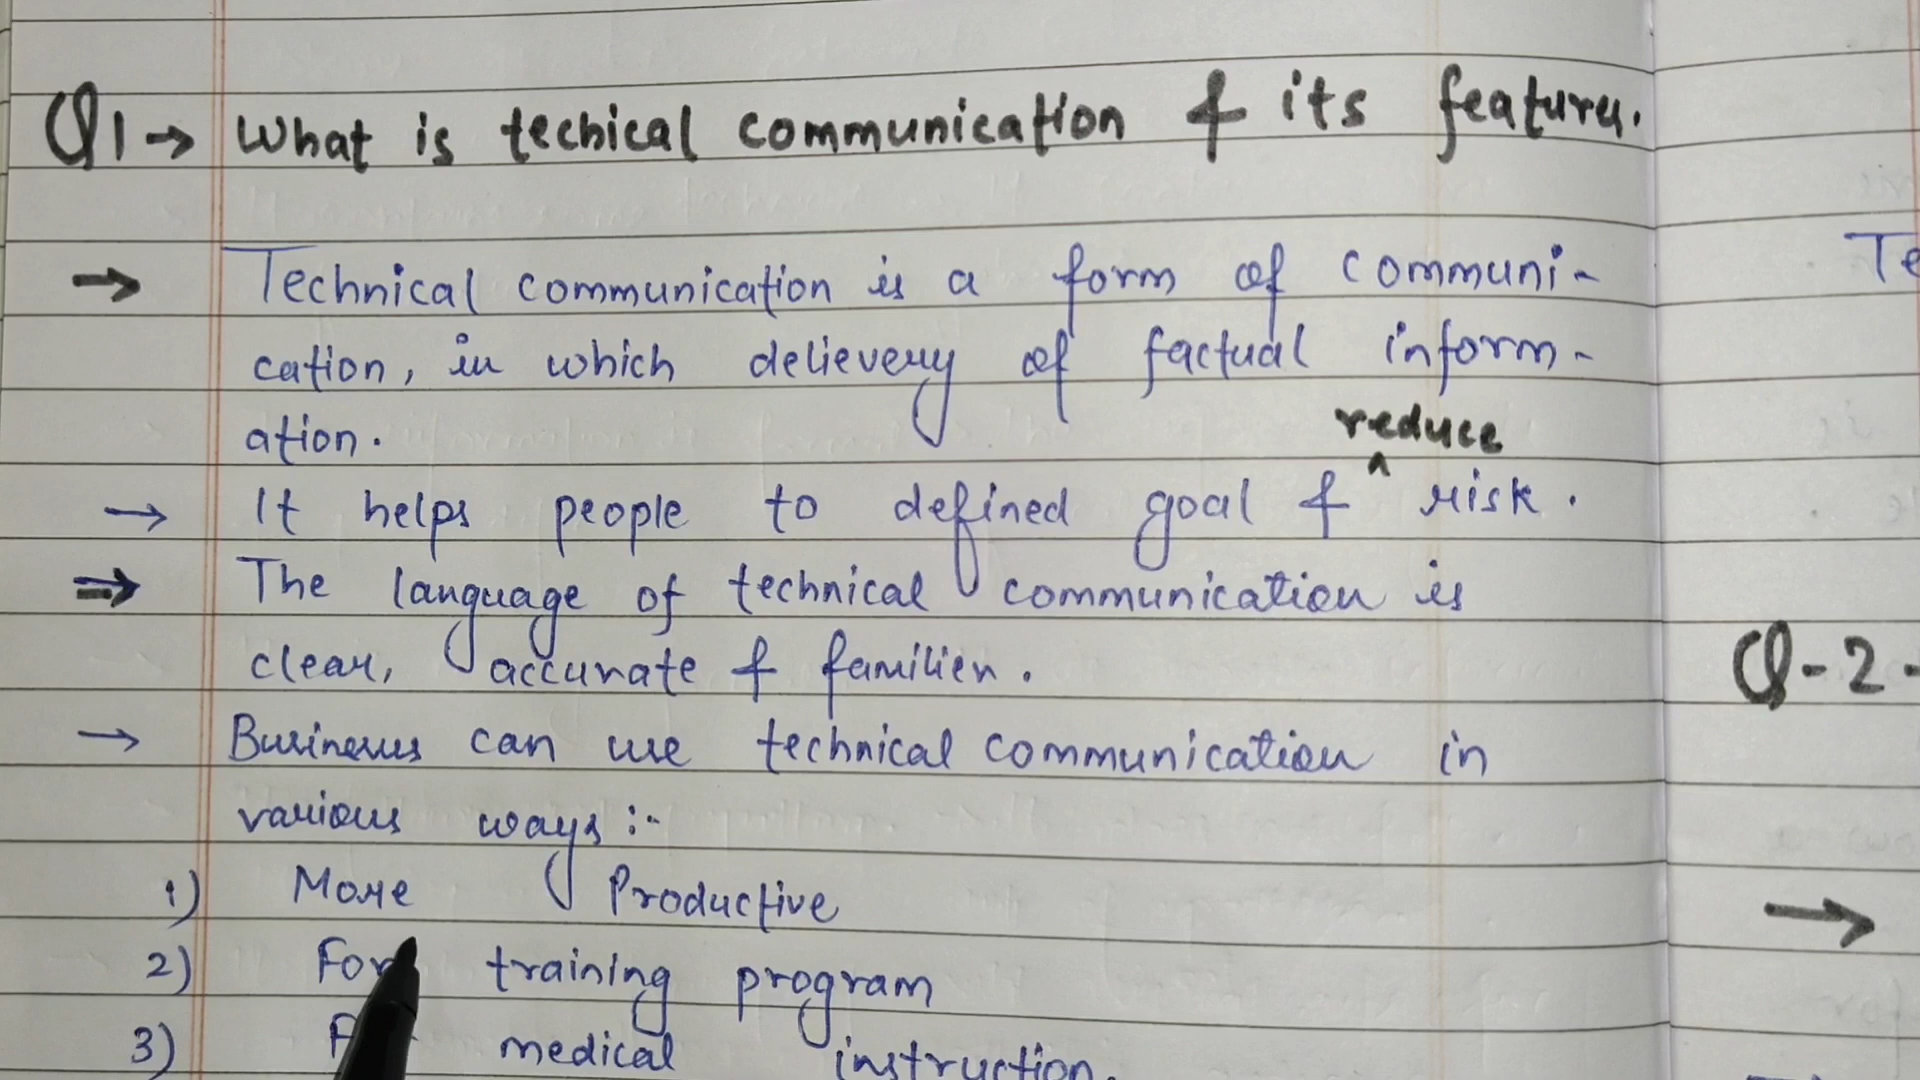 Q1→ What is techical communication & its features.
→ Technical communication is a form of communi-
cation, in which delievery of factual inform-
ation.
reduce
→ It helps people to defined goal & ^ risk.
⇒ The language of technical communication is
clear, accurate & familier.
→ Businesses can use technical communication in
various ways :-
1) More Productive
2) For training program
3) medical instruction.
Te
Q-2-
→